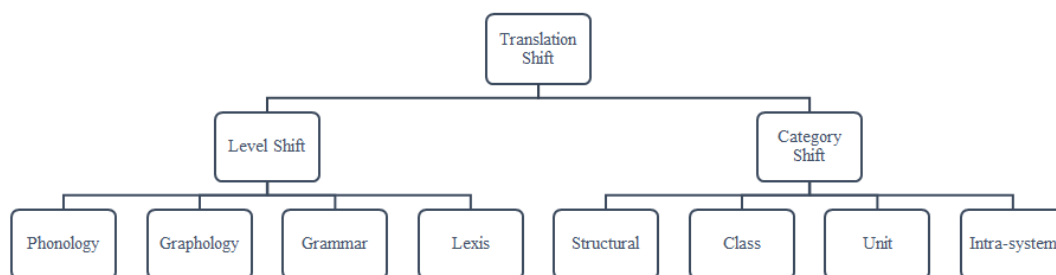 Translation
Shift
Level Shift
Category
Shift
Phonology
Graphology
Grammar
Lexis
Structural
Class
Unit
Intra-system